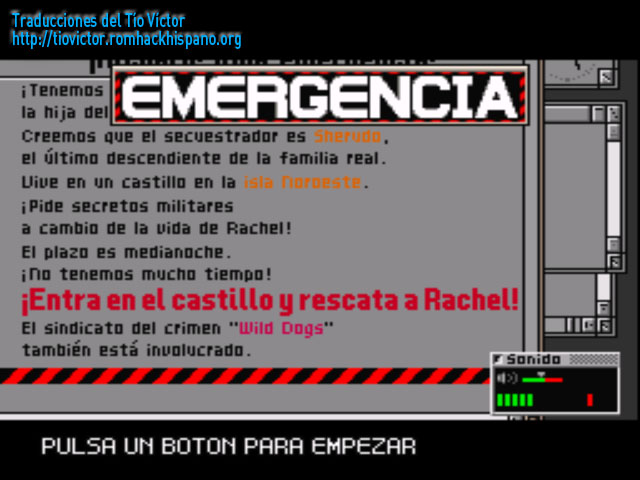 Traducciones del Tio Victor
http://tiovictor.romhackhispano.org
EMERGENCIA
¡Tenemos
la hija del
Creemos que el secuestrador es Sherudo,
el último descendiente de la familia real.
Vive en un castillo en la isla Noroeste.
¡Pide secretos militares
a cambio de la vida de Rachel!
El plazo es medianoche.
¡No tenemos mucho tiempo!
¡Entra en el castillo y rescata a Rachel!
El sindicato del crimen "Wild Dogs"
también está involucrado.
Sonido
PULSA UN BOTON PARA EMPEZAR